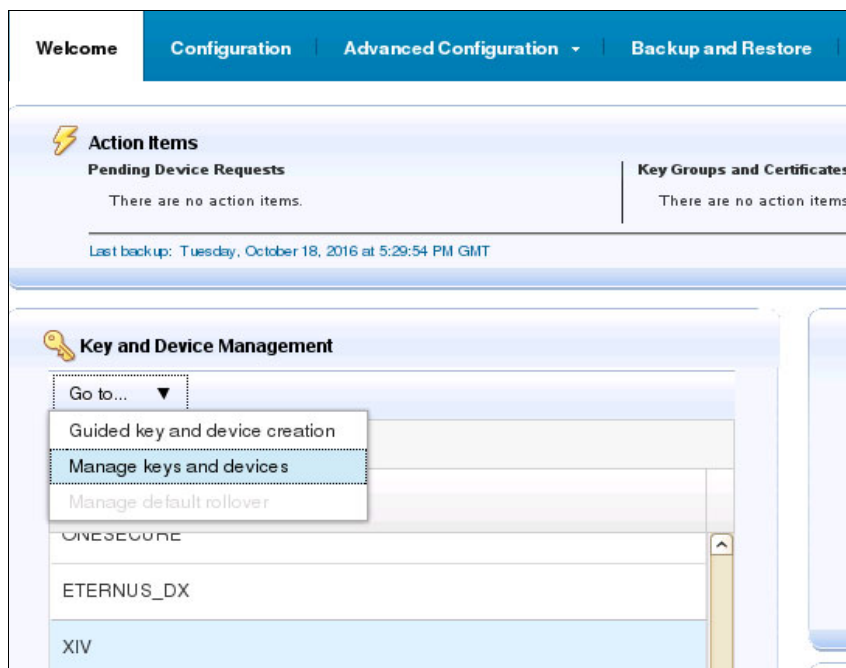 Welcome
Configuration
Advanced Configuration
Backup and Restore
Action Items
Pending Device Requests
There are no action items.
Key Groups and Certificates
There are no action items
Last backup: Tuesday, October 18, 2016 at 5:29:54 PM GMT
Key and Device Management
Go to...
Guided key and device creation
Manage keys and devices
Manage default rollover
ONESECURE
ETERNUS_DX
XIV